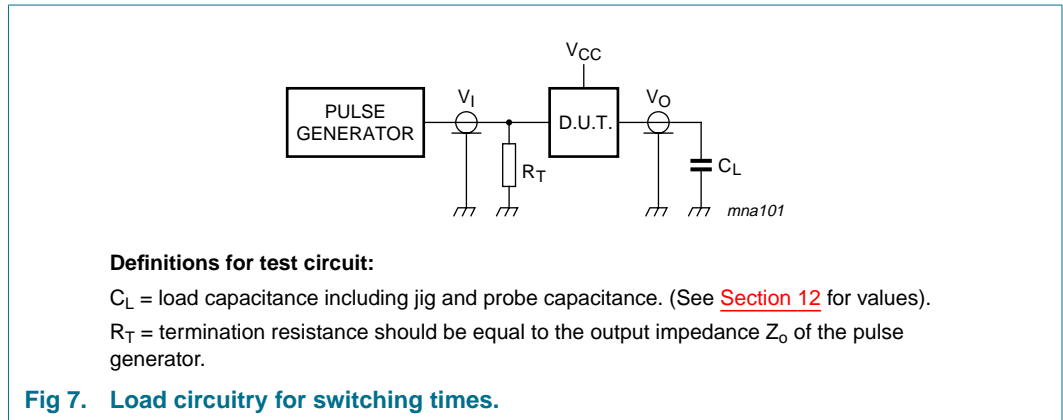 VCC
PULSE GENERATOR
VI
D.U.T.
VO
RT
CL
mna101
Definitions for test circuit:
CL = load capacitance including jig and probe capacitance. (See Section 12 for values).
RT = termination resistance should be equal to the output impedance Zo of the pulse
generator.
Fig 7. Load circuitry for switching times.